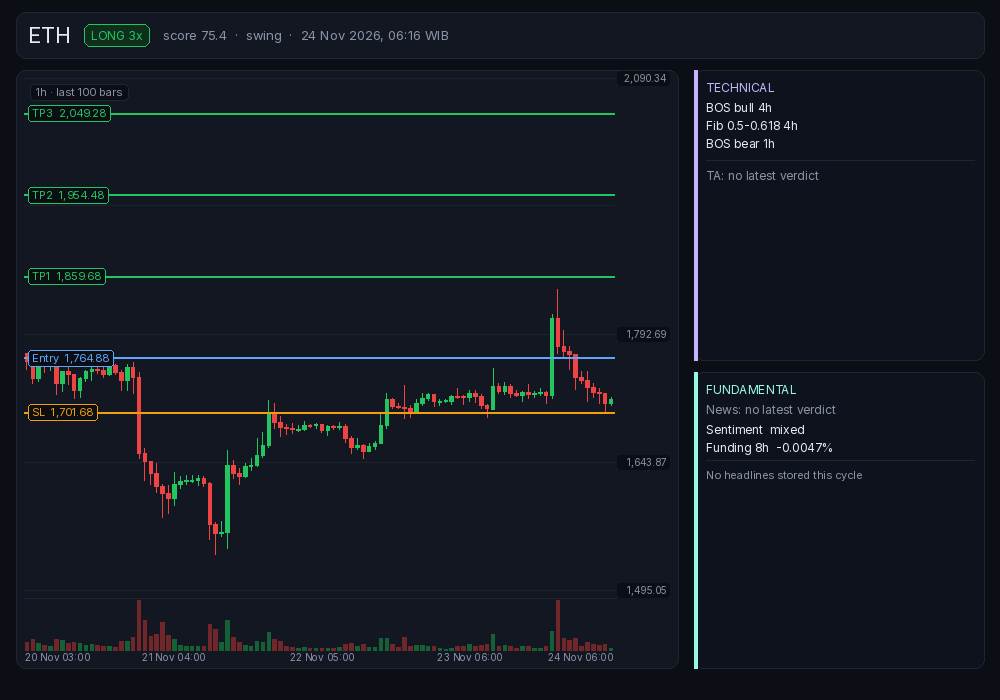 ETH LONG 3x score 75.4 · swing · 24 Nov 2026, 06:16 WIB
1h · last 100 bars
2,090.34
TP3 2,049.28
TP2 1,954.48
TP1 1,859.68
1,792.69
Entry 1,764.88
SL 1,701.68
1,643.87
1,495.05
20 Nov 03:00 21 Nov 04:00 22 Nov 05:00 23 Nov 06:00 24 Nov 06:00
TECHNICAL
BOS bull 4h
Fib 0.5-0.618 4h
BOS bear 1h
TA: no latest verdict
FUNDAMENTAL
News: no latest verdict
Sentiment mixed
Funding 8h -0.0047%
No headlines stored this cycle